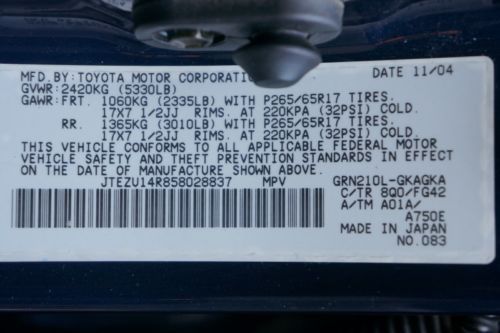 MFD.BY:TOYOTA MOTOR CORPORATION DATE 11/04
GVWR:2420KG (5330LB)
GAWR:FRT. 1060KG (2335LB) WITH P265/65R17 TIRES.
17X7 1/2JJ RIMS. AT 220KPA (32PSI) COLD.
RR. 1365KG (3010LB) WITH P265/65R17 TIRES.
17X7 1/2JJ RIMS. AT 220KPA (32PSI) COLD.
THIS VEHICLE CONFORMS TO ALL APPLICABLE FEDERAL MOTOR
VEHICLE SAFETY AND THEFT PREVENTION STANDARDS IN EFFECT
ON THE DATE OF MANUFACTURE SHOWN ABOVE.
JTEZU14R858028837 MPV GRN210L-GKAGKA
C/TR 8Q0/FG42
A/TM A01A/
A750E
MADE IN JAPAN
NO.083